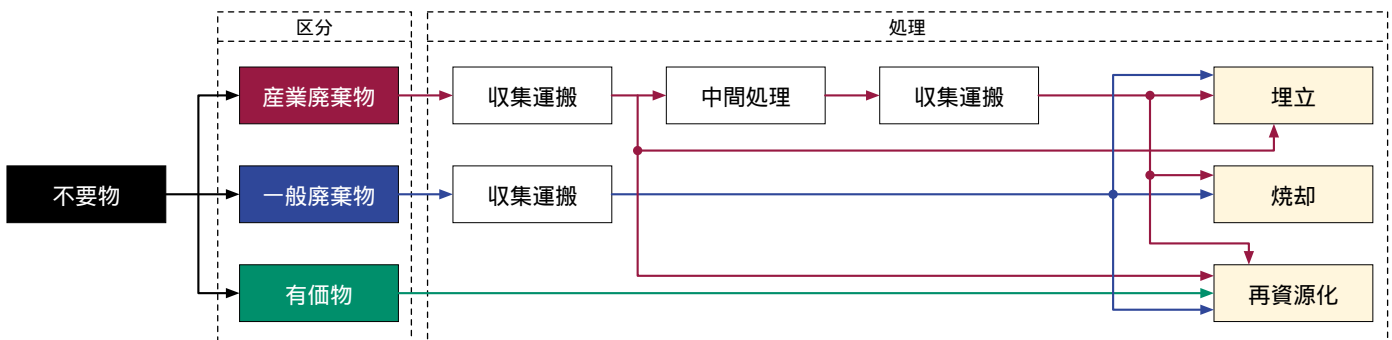 区分
処理
産業廃棄物
収集運搬
中間処理
収集運搬
埋立
不要物
一般廃棄物
収集運搬
焼却
有価物
再資源化